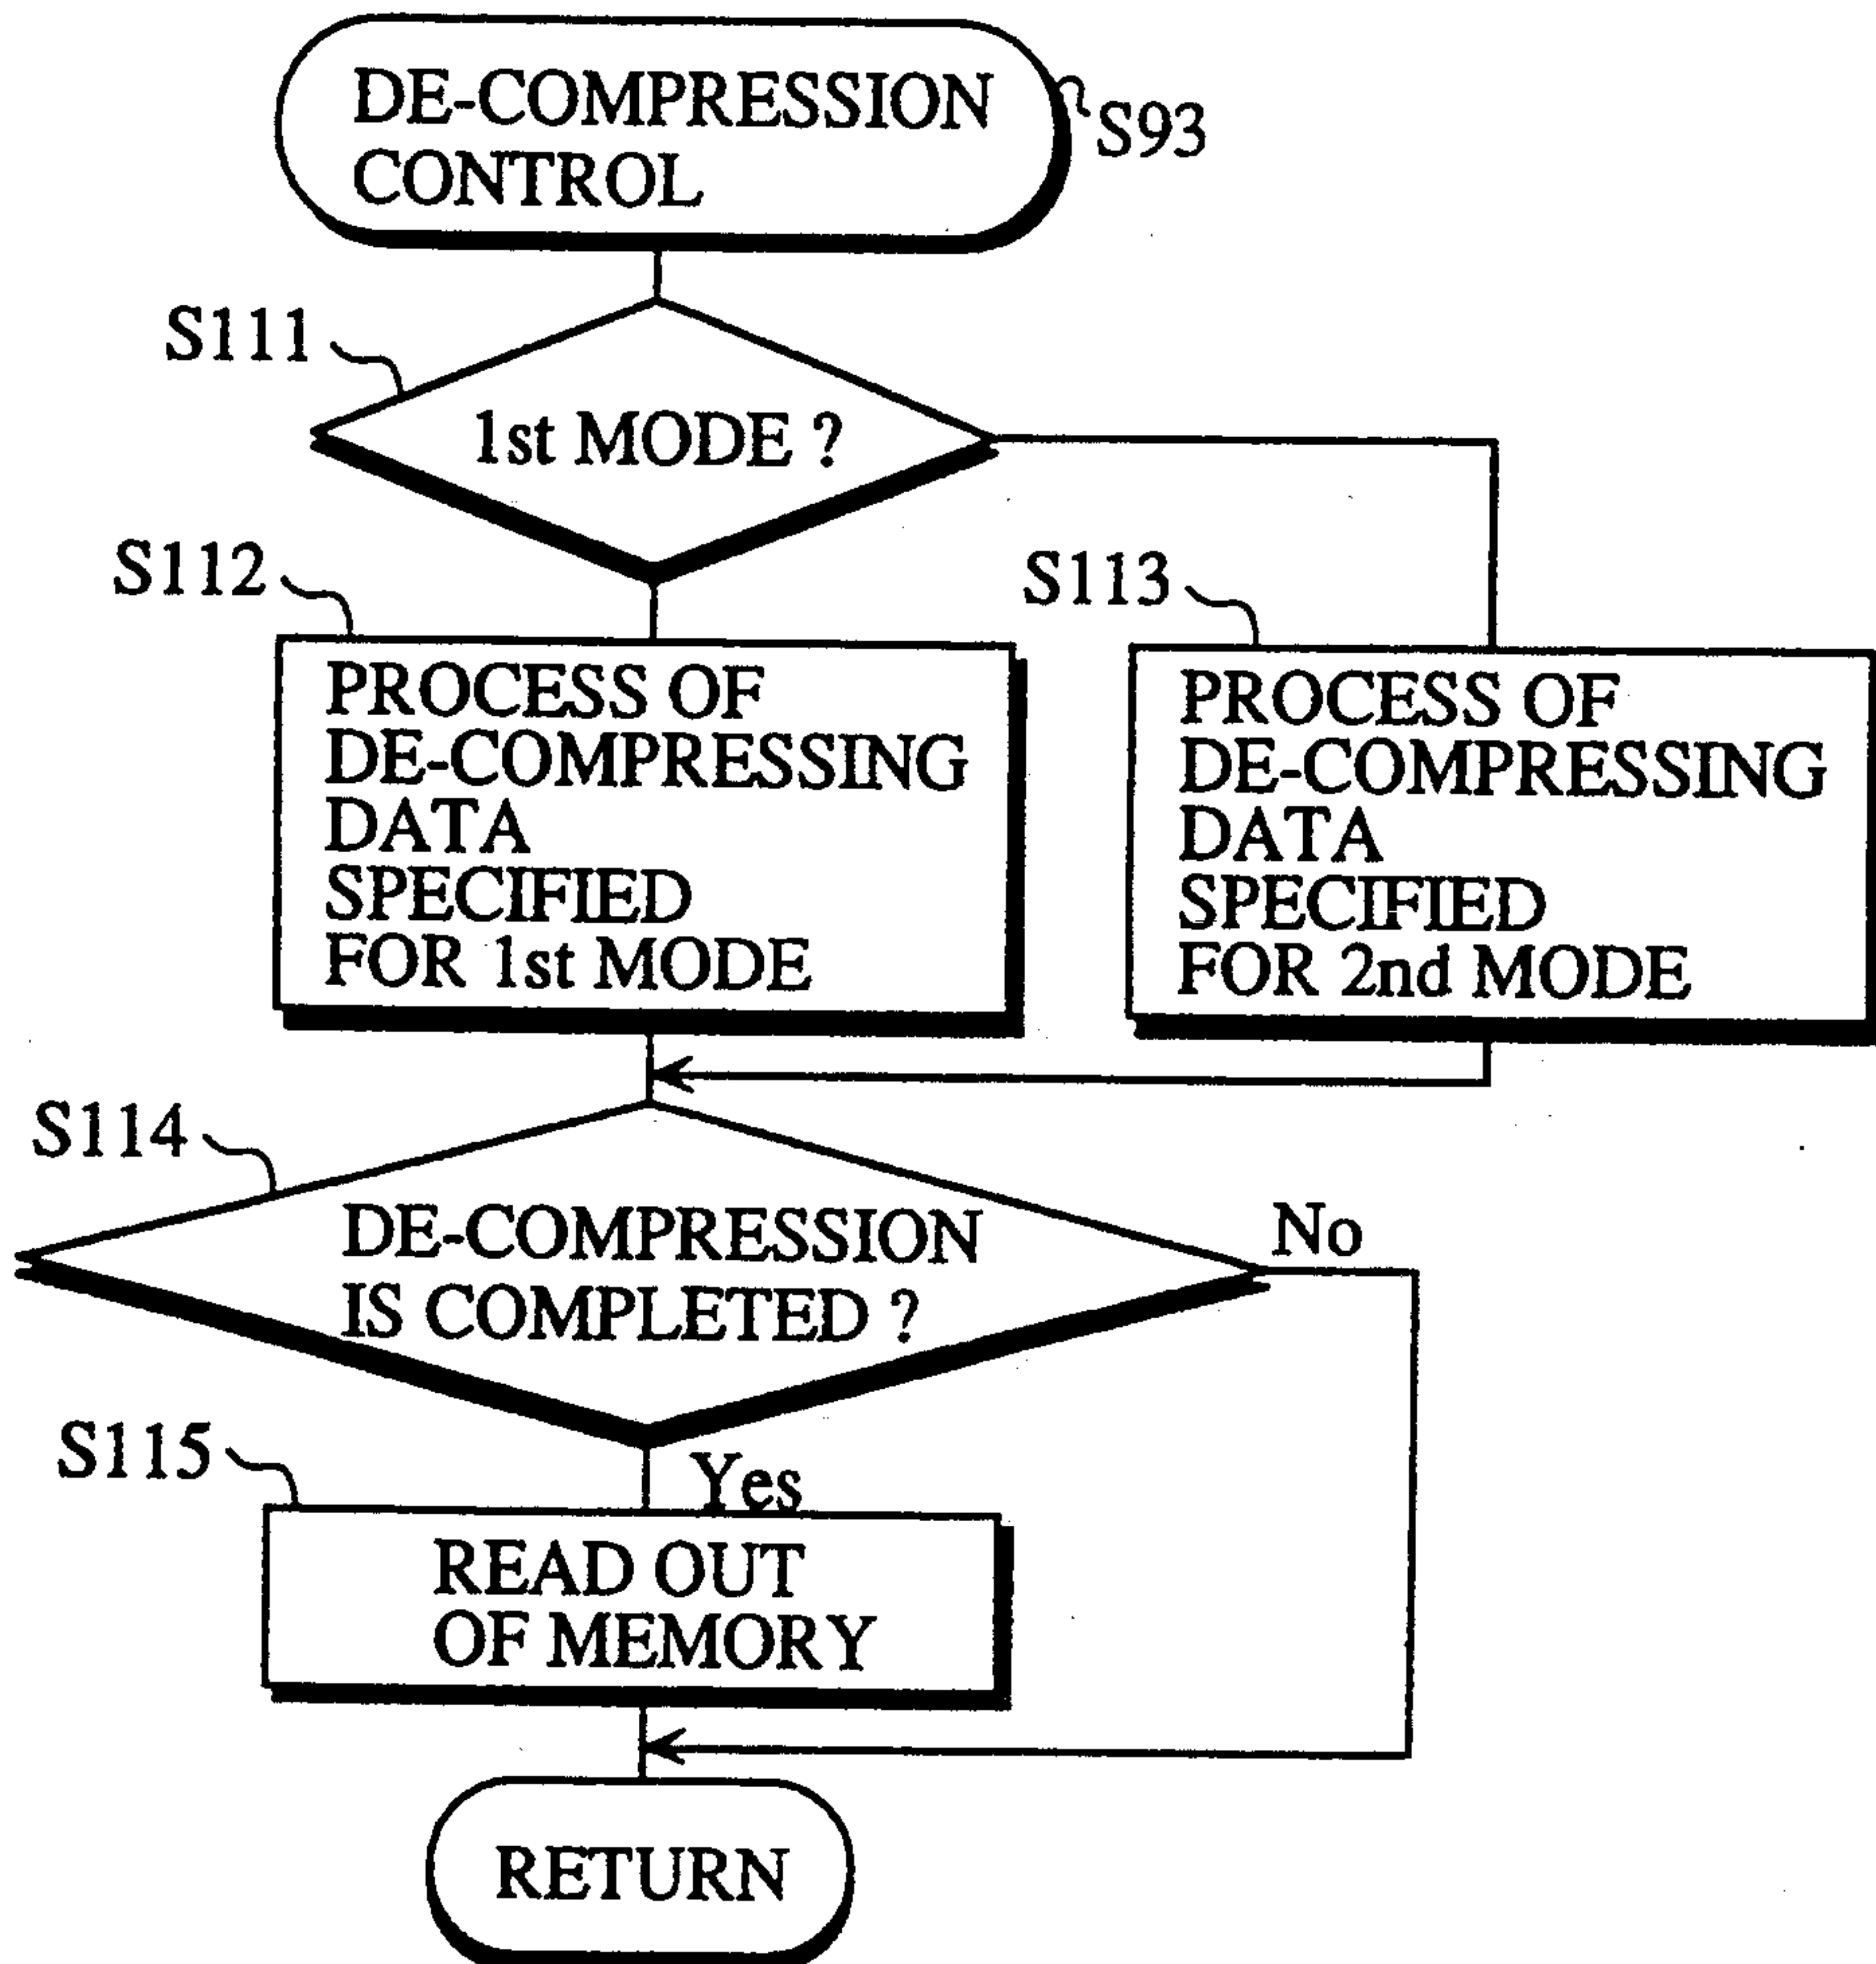 DE-COMPRESSION
CONTROL
S93
S111
1st MODE ?
S112
PROCESS OF
DE-COMPRESSING
DATA
SPECIFIED
FOR 1st MODE
S113
PROCESS OF
DE-COMPRESSING
DATA
SPECIFIED
FOR 2nd MODE
S114
DE-COMPRESSION
IS COMPLETED ?
No
Yes
S115
READ OUT
OF MEMORY
RETURN